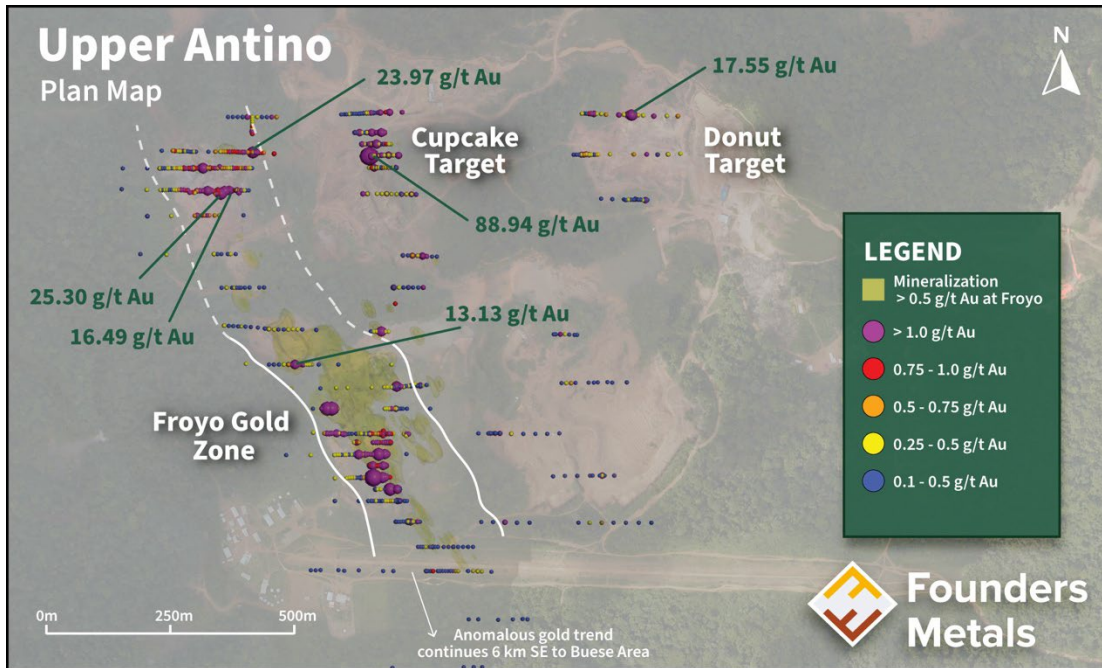 Upper Antino
Plan Map
N
23.97 g/t Au
17.55 g/t Au
Cupcake
Target
Donut
Target
88.94 g/t Au
25.30 g/t Au
16.49 g/t Au
13.13 g/t Au
Froyo Gold
Zone
LEGEND
Mineralization
> 0.5 g/t Au at Froyo
> 1.0 g/t Au
0.75 - 1.0 g/t Au
0.5 - 0.75 g/t Au
0.25 - 0.5 g/t Au
0.1 - 0.5 g/t Au
0m 250m 500m
Anomalous gold trend
continues 6 km SE to Buese Area
Founders
Metals